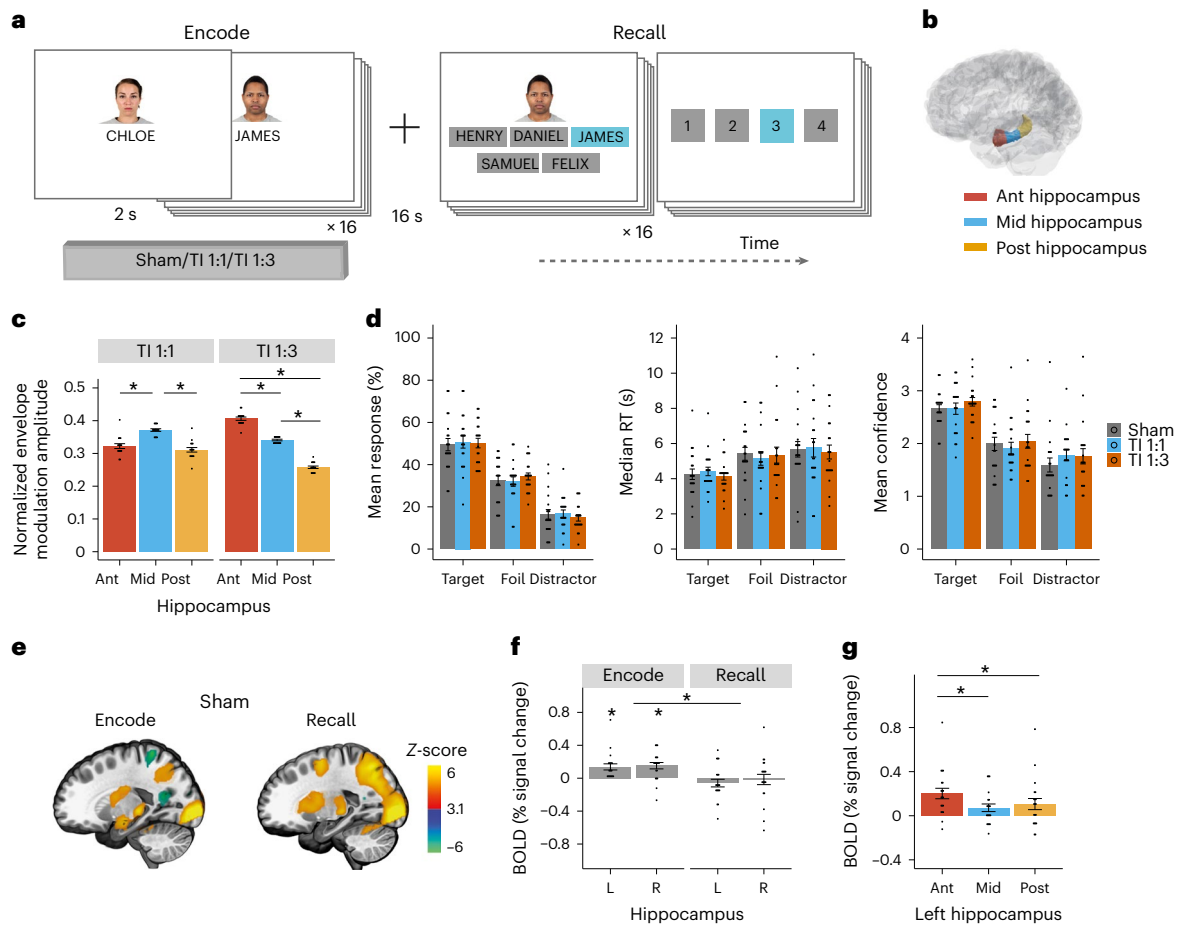 a
Encode
Recall
CHLOE
JAMES
HENRY DANIEL JAMES
SAMUEL FELIX
1 2 3 4
2 s
× 16
16 s
× 16
Time
Sham/TI 1:1/TI 1:3
b
Ant hippocampus
Mid hippocampus
Post hippocampus
c
TI 1:1 TI 1:3
Normalized envelope
modulation amplitude
0.5
0.4
0.3
0.2
0.1
0
* * * * *
Ant Mid Post Ant Mid Post
Hippocampus
d
Mean response (%)
100
80
60
40
20
0
Target Foil Distractor
Median RT (s)
12
10
8
6
4
2
0
Target Foil Distractor
Mean confidence
4
3
2
1
0
Target Foil Distractor
Sham
TI 1:1
TI 1:3
e
Sham
Encode Recall
Z-score
6
3.1
–6
f
Encode Recall
BOLD (% signal change)
0.8
0.4
0
–0.4
–0.8
* * *
L R L R
Hippocampus
g
BOLD (% signal change)
0.8
0.4
0
–0.4
* *
Ant Mid Post
Left hippocampus